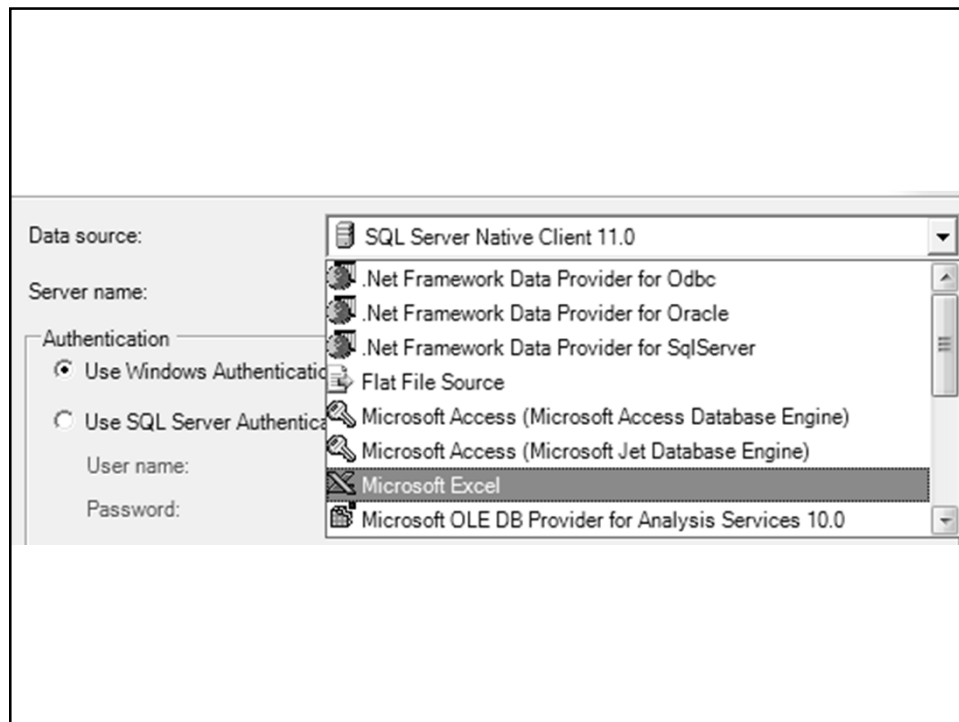 Data source:
SQL Server Native Client 11.0
.Net Framework Data Provider for Odbc
Server name:
.Net Framework Data Provider for Oracle
Authentication
.Net Framework Data Provider for SqlServer
Use Windows Authenticatic
Flat File Source
Use SQL Server Authentica
Microsoft Access (Microsoft Access Database Engine)
Microsoft Access (Microsoft Jet Database Engine)
User name:
Microsoft Excel
Password:
Microsoft OLE DB Provider for Analysis Services 10.0